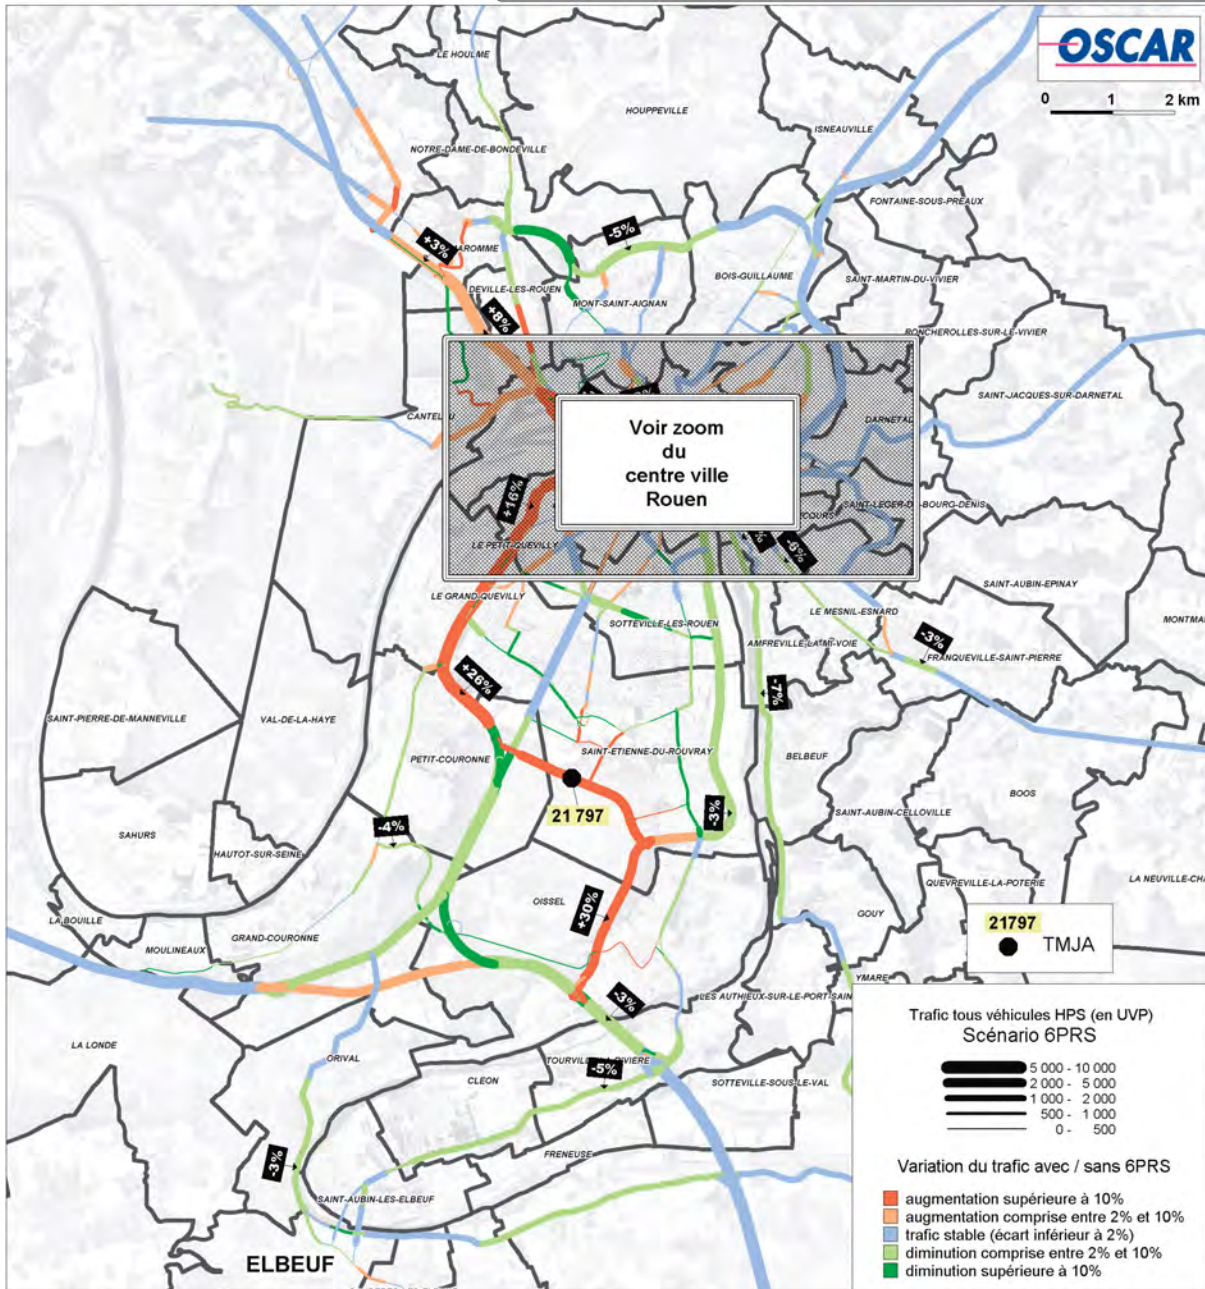 OSCAR
0 1 2 km
LE HOULME
HOUPPEVILLE
ISNEAUVILLE
NOTRE-DAME-DE-BONDEVILLE
FONTAINE-SOUS-PREAUX
+3%
-5%
BOIS-GUILLAUME
SAINT-MARTIN-DU-VIVIER
DEVILLE-LES-ROUEN
MONT-SAINT-AIGNAN
+8%
RONCHEROLLES-SUR-LE-VIVIER
SAINT-JACQUES-SUR-DARNETAL
DARNETAL
Voir zoom
du
centre ville
Rouen
+16%
LE PETIT-QUEVILLY
-6%
SAINT-AUBIN-EPINAY
LE GRAND-QUEVILLY
LE MESNIL-ESNARD
SOTTEVILLE-LES-ROUEN
AMFREVILLE-LA-MI-VOIE
-3%
FRANQUEVILLE-SAINT-PIERRE
+26%
-7%
SAINT-PIERRE-DE-MANNEVILLE
VAL-DE-LA-HAYE
PETIT-COURONNE
SAINT-ETIENNE-DU-ROUVRAY
BELBEUF
BOOS
21 797
-3%
SAINT-AUBIN-CELLOVILLE
SAHURS
-4%
HAUTOT-SUR-SEINE
QUEVREVILLE-LA-POTERIE
LA NEUVILLE-CHA
OISSEL
+30%
GOUY
LA BOUILLE
MOULINEAUX
GRAND-COURONNE
21797
TMJA
YMARE
-3%
LES AUTHIEUX-SUR-LE-PORT-SAIN
LA LONDE
ORIVAL
CLEON
-5%
SOTTEVILLE-SOUS-LE-VAL
FRENEUSE
-3%
SAINT-AUBIN-LES-ELBEUF
ELBEUF
Trafic tous véhicules HPS (en UVP)
Scénario 6PRS
5 000 - 10 000
2 000 - 5 000
1 000 - 2 000
500 - 1 000
0 - 500
Variation du trafic avec / sans 6PRS
augmentation supérieure à 10%
augmentation comprise entre 2% et 10%
trafic stable (écart inférieur à 2%)
diminution comprise entre 2% et 10%
diminution supérieure à 10%